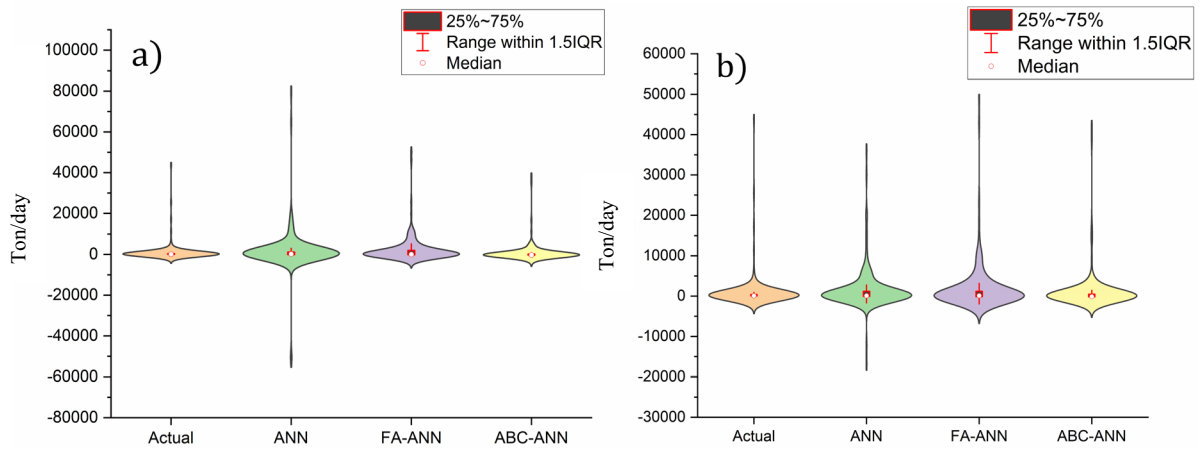 a)
25%~75%
Range within 1.5IQR
Median
Ton/day
100000
80000
60000
40000
20000
0
-20000
-40000
-60000
-80000
Actual ANN FA-ANN ABC-ANN
b)
25%~75%
Range within 1.5IQR
Median
Ton/day
60000
50000
40000
30000
20000
10000
0
-10000
-20000
-30000
Actual ANN FA-ANN ABC-ANN